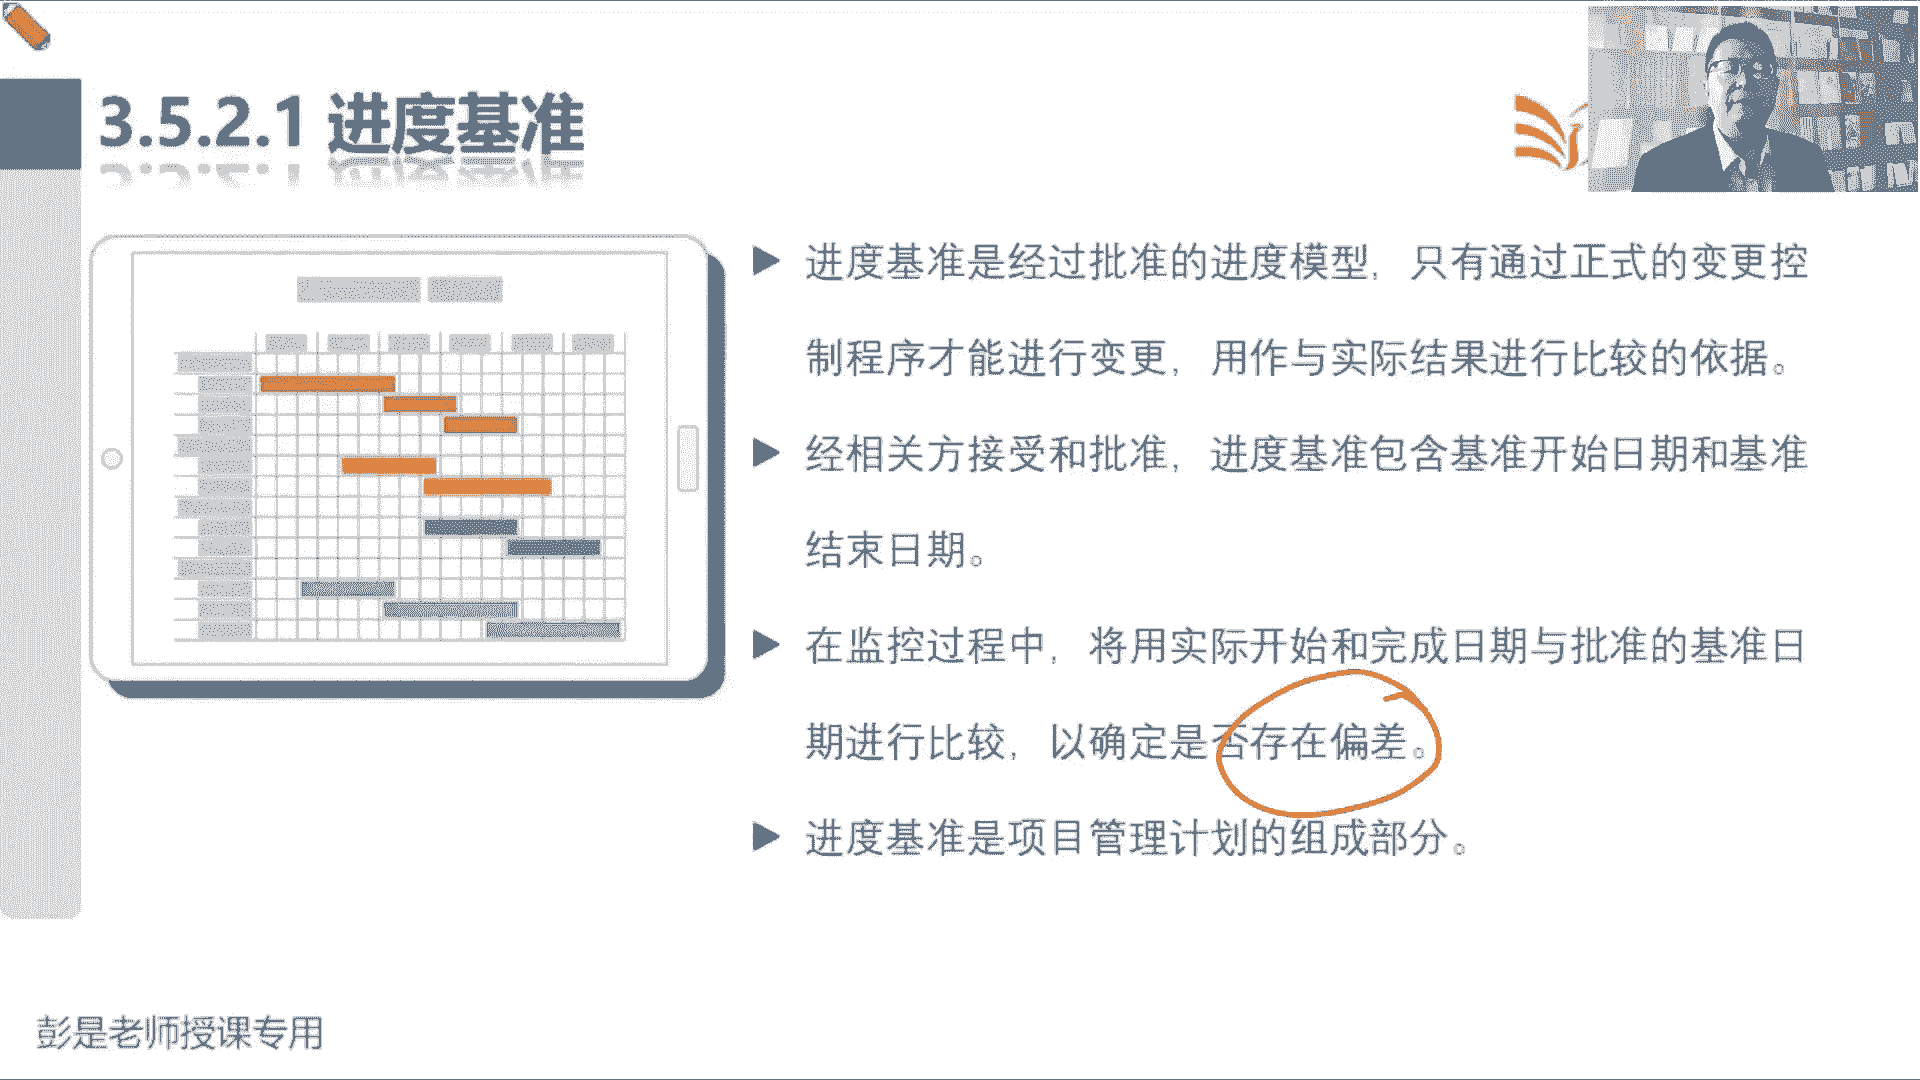 3.5.2.1 进度基准
进度基准是经过批准的进度模型，只有通过正式的变更控
制程序才能进行变更，用作与实际结果进行比较的依据。
经相关方接受和批准，进度基准包含基准开始日期和基准
结束日期。
在监控过程中，将用实际开始和完成日期与批准的基准日
期进行比较，以确定是否存在偏差。
进度基准是项目管理计划的组成部分。
彭是老师授课专用